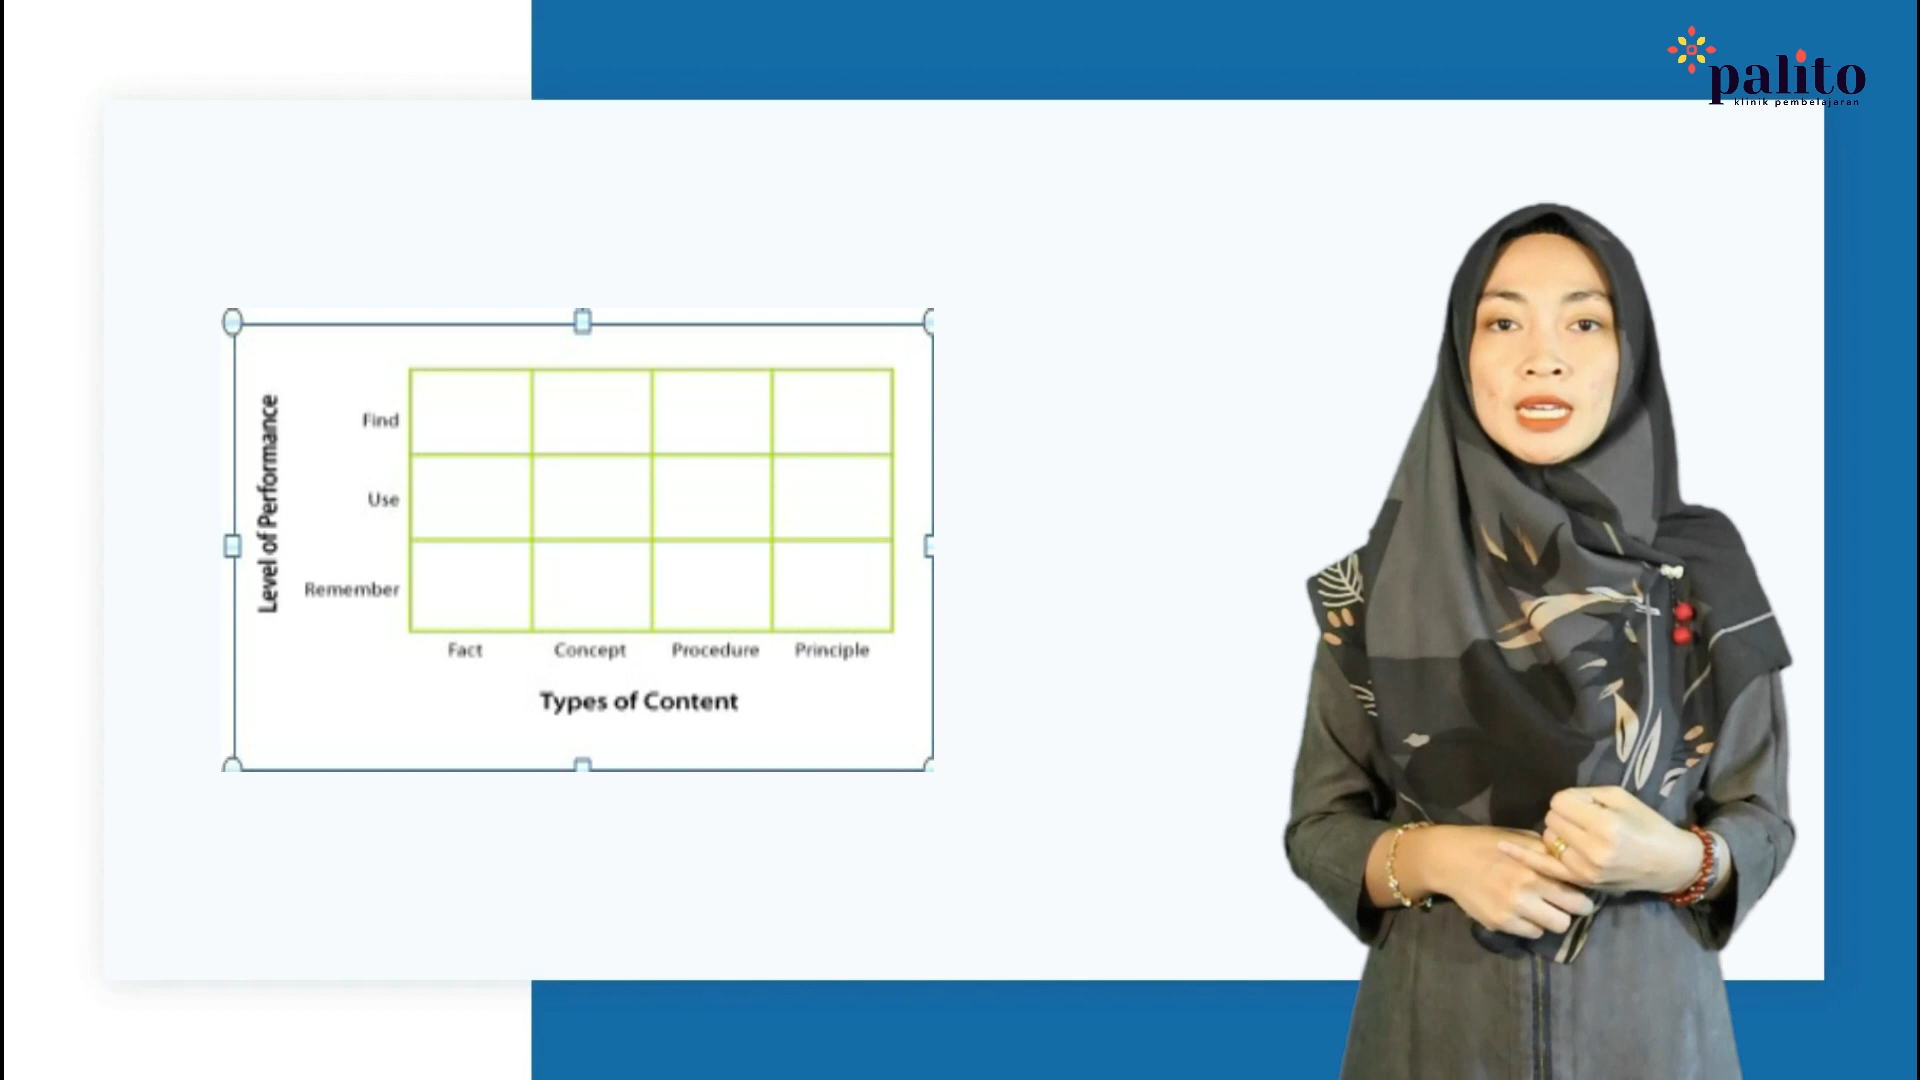 palito
klinik pembelajaran
Level of Performance
Find
Use
Remember
Fact Concept Procedure Principle
Types of Content